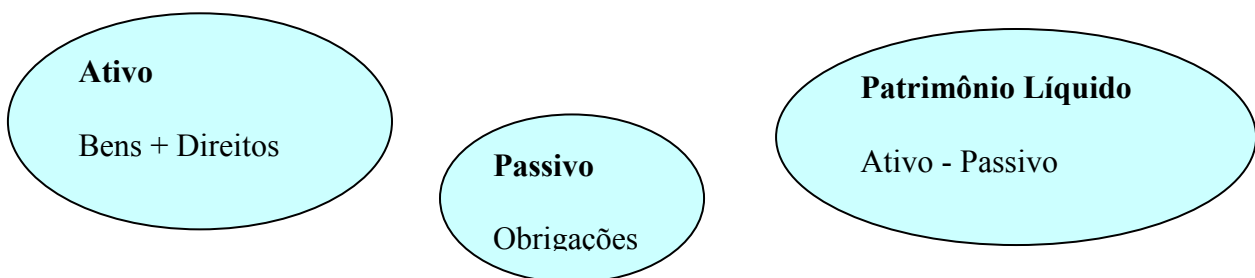 Ativo
Bens + Direitos
Passivo
Obrigações
Patrimônio Líquido
Ativo - Passivo